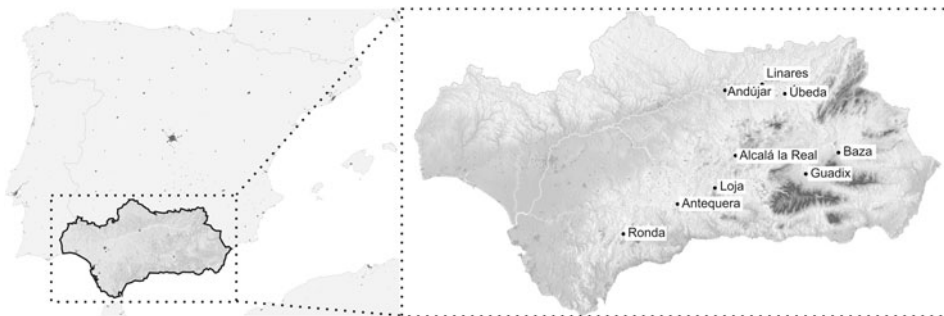 Linares
Andújar
Úbeda
Alcalá la Real
Baza
Guadix
Loja
Antequera
Ronda